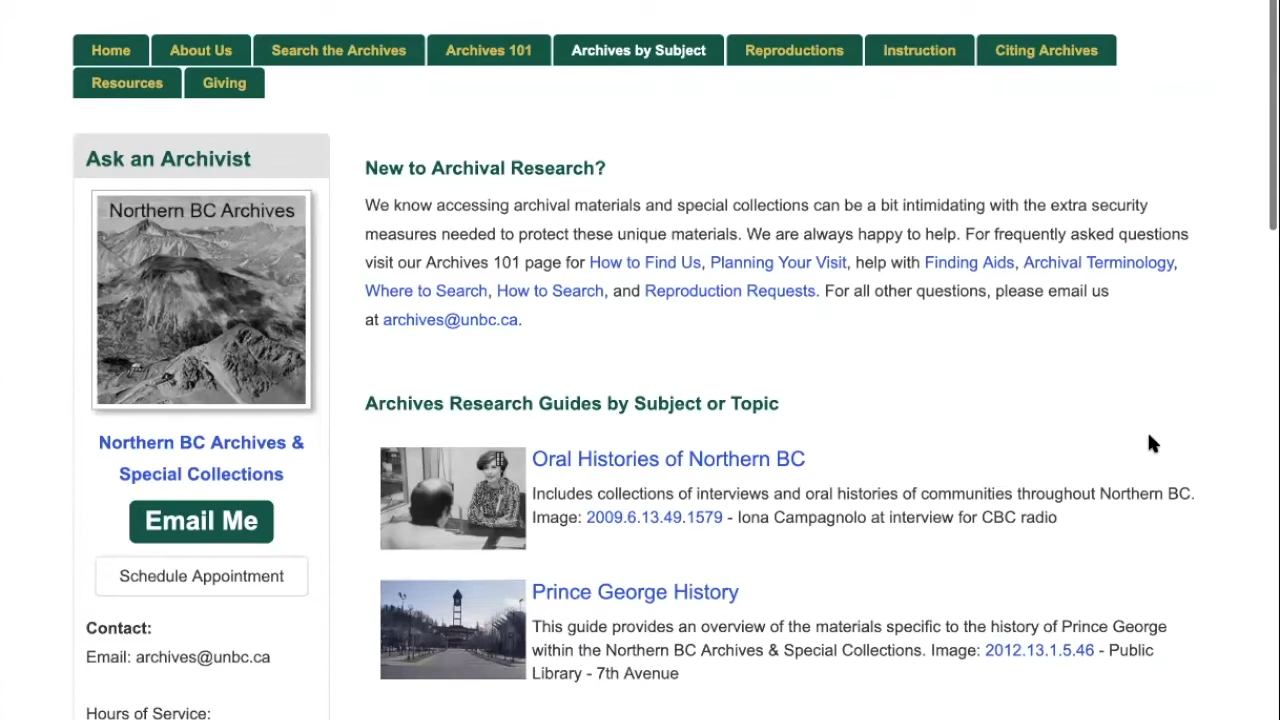 Home
About Us
Search the Archives
Archives 101
Archives by Subject
Reproductions
Instruction
Citing Archives
Resources
Giving
Ask an Archivist
Northern BC Archives
Northern BC Archives &
Special Collections
Email Me
Schedule Appointment
Contact:
Email: archives@unbc.ca
Hours of Service:
New to Archival Research?
We know accessing archival materials and special collections can be a bit intimidating with the extra security
measures needed to protect these unique materials. We are always happy to help. For frequently asked questions
visit our Archives 101 page for How to Find Us, Planning Your Visit, help with Finding Aids, Archival Terminology,
Where to Search, How to Search, and Reproduction Requests. For all other questions, please email us
at archives@unbc.ca.
Archives Research Guides by Subject or Topic
Oral Histories of Northern BC
Includes collections of interviews and oral histories of communities throughout Northern BC.
Image: 2009.6.13.49.1579 - Iona Campagnolo at interview for CBC radio
Prince George History
This guide provides an overview of the materials specific to the history of Prince George
within the Northern BC Archives & Special Collections. Image: 2012.13.1.5.46 - Public
Library - 7th Avenue